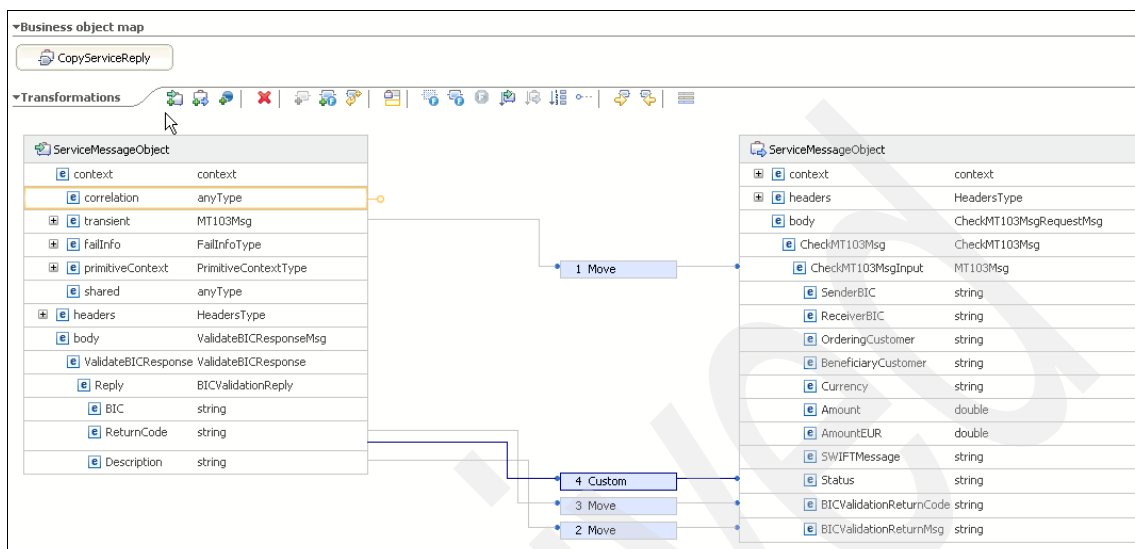 Business object map
CopyServiceReply
Transformations
ServiceMessageObject
context context
correlation anyType
transient MT103Msg
failInfo FailInfoType
primitiveContext PrimitiveContextType
shared anyType
headers HeadersType
body ValidateBICResponseMsg
ValidateBICResponse ValidateBICResponse
Reply BICValidationReply
BIC string
ReturnCode string
Description string
1 Move
4 Custom
3 Move
2 Move
ServiceMessageObject
context context
headers HeadersType
body CheckMT103MsgRequestMsg
CheckMT103Msg CheckMT103Msg
CheckMT103MsgInput MT103Msg
SenderBIC string
ReceiverBIC string
OrderingCustomer string
BeneficiaryCustomer string
Currency string
Amount double
AmountEUR double
SWIFTMessage string
Status string
BICValidationReturnCode string
BICValidationReturnMsg string